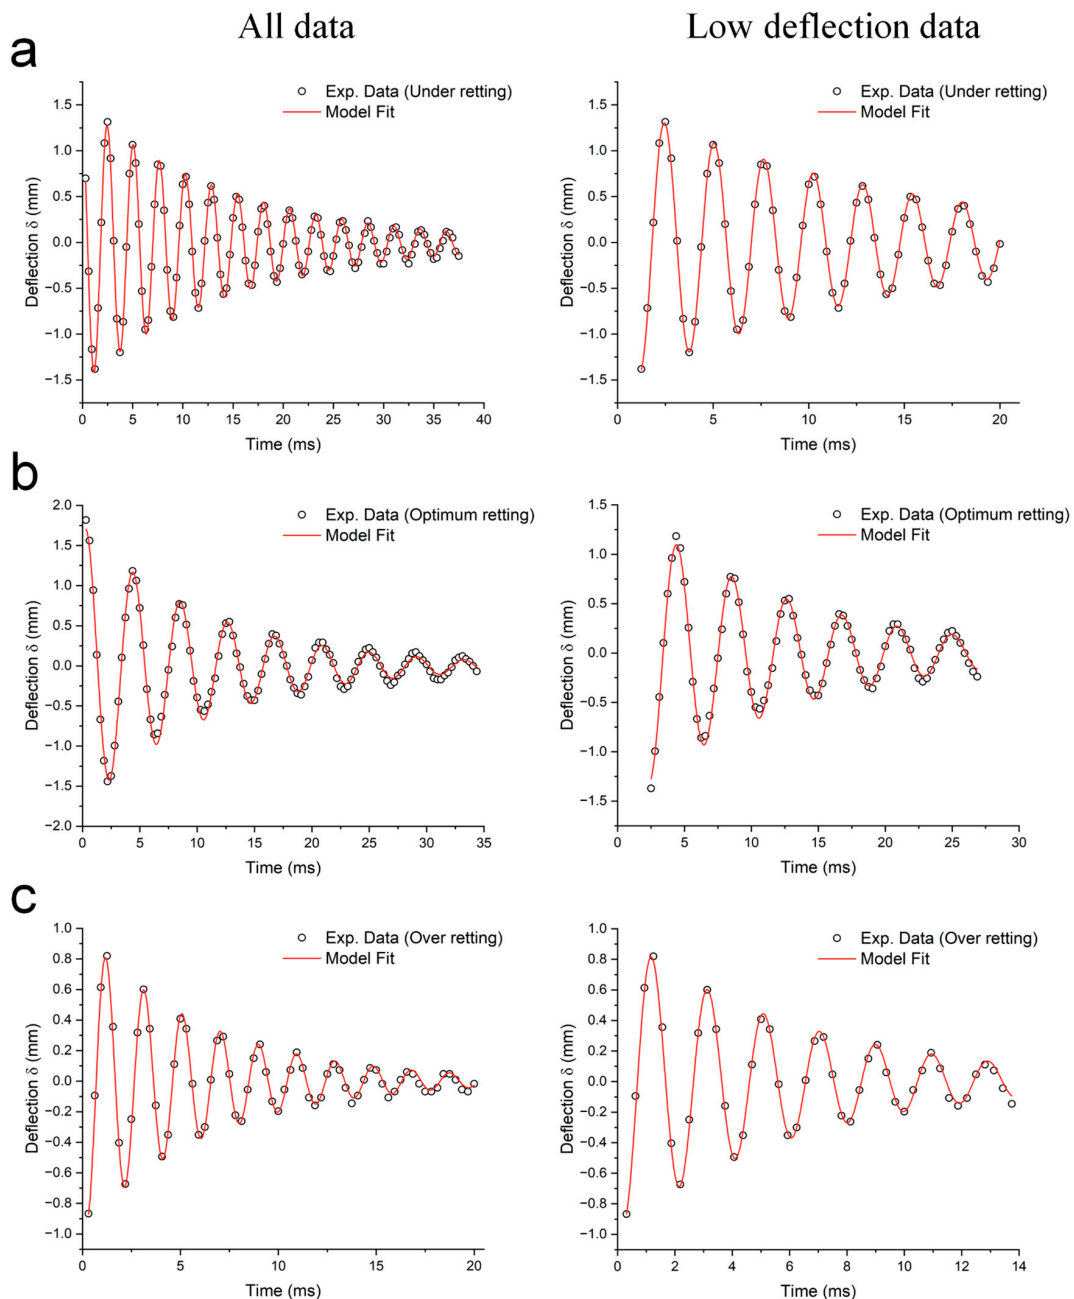 All data
Low deflection data
a
Exp. Data (Under retting)
Model Fit
1.5
1.0
0.5
0.0
−0.5
−1.0
−1.5
Deflection δ (mm)
0 5 10 15 20 25 30 35 40
Time (ms)
Exp. Data (Under retting)
Model Fit
1.5
1.0
0.5
0.0
−0.5
−1.0
−1.5
Deflection δ (mm)
0 5 10 15 20
Time (ms)
b
Exp. Data (Optimum retting)
Model Fit
2.0
1.5
1.0
0.5
0.0
−0.5
−1.0
−1.5
−2.0
Deflection δ (mm)
0 5 10 15 20 25 30 35
Time (ms)
Exp. Data (Optimum retting)
Model Fit
1.5
1.0
0.5
0.0
−0.5
−1.0
−1.5
Deflection δ (mm)
0 5 10 15 20 25 30
Time (ms)
c
Exp. Data (Over retting)
Model Fit
1.0
0.8
0.6
0.4
0.2
0.0
−0.2
−0.4
−0.6
−0.8
−1.0
Deflection δ (mm)
0 5 10 15 20
Time (ms)
Exp. Data (Over retting)
Model Fit
1.0
0.8
0.6
0.4
0.2
0.0
−0.2
−0.4
−0.6
−0.8
−1.0
Deflection δ (mm)
0 2 4 6 8 10 12 14
Time (ms)